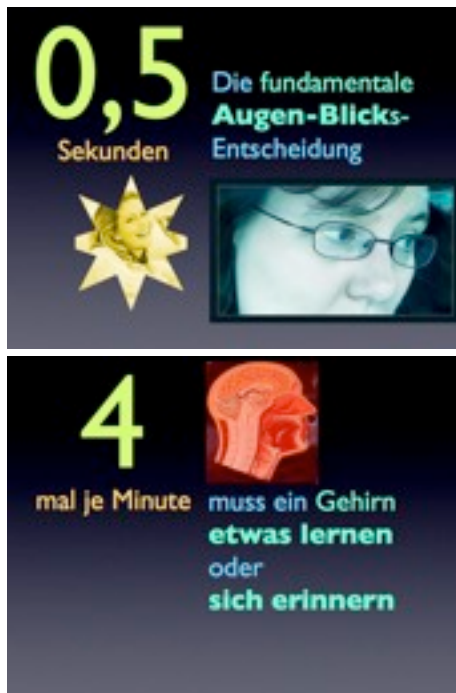 0,5
Sekunden
Die fundamentale
Augen-Blicks-
Entscheidung
4
mal je Minute
muss ein Gehirn
etwas lernen
oder
sich erinnern